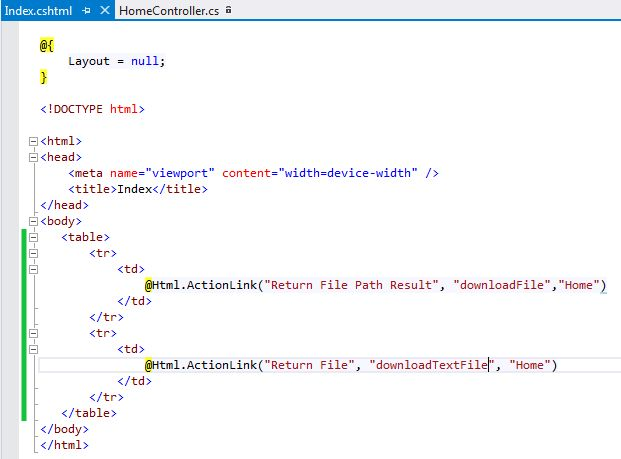 Index.cshtml HomeController.cs
@{
Layout = null;
}
<!DOCTYPE html>
<html>
<head>
<meta name="viewport" content="width=device-width" />
<title>Index</title>
</head>
<body>
<table>
<tr>
<td>
@Html.ActionLink("Return File Path Result", "downloadFile","Home")
</td>
</tr>
<tr>
<td>
@Html.ActionLink("Return File", "downloadTextFile", "Home")
</td>
</tr>
</table>
</body>
</html>